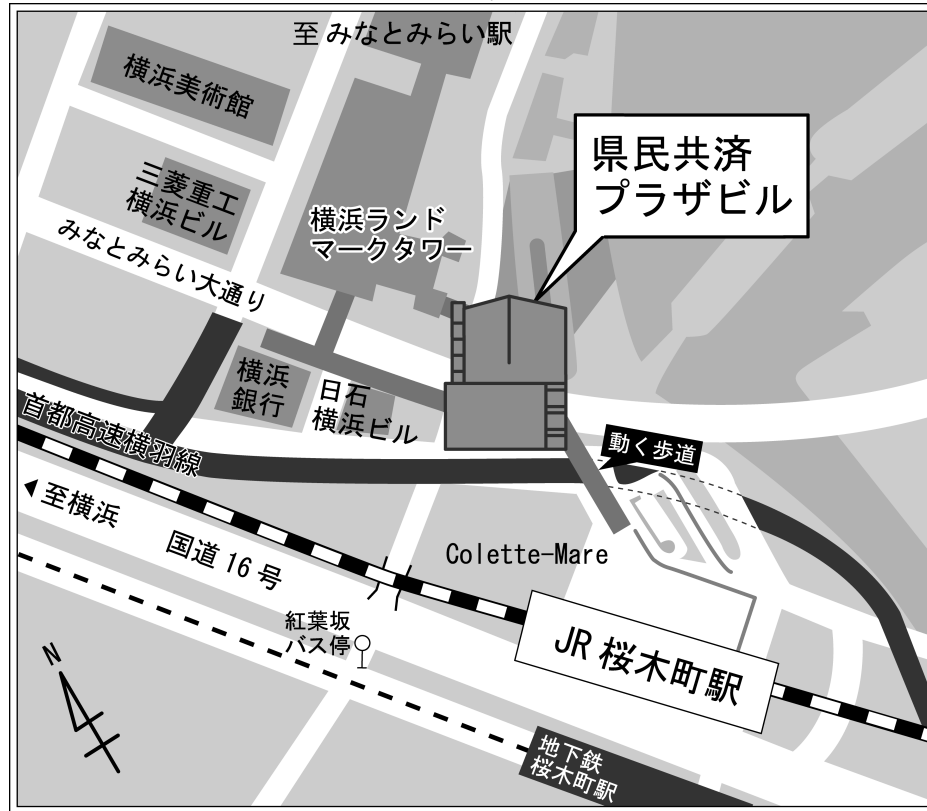 至みなとみらい駅
横浜美術館
県民共済
プラザビル
三菱重工
横浜ビル
横浜ランド
マークタワー
みなとみらい大通り
横浜
銀行
日石
横浜ビル
首都高速横羽線
動く歩道
至横浜
国道16号
Colette-Mare
紅葉坂
バス停
JR桜木町駅
N
地下鉄
桜木町駅